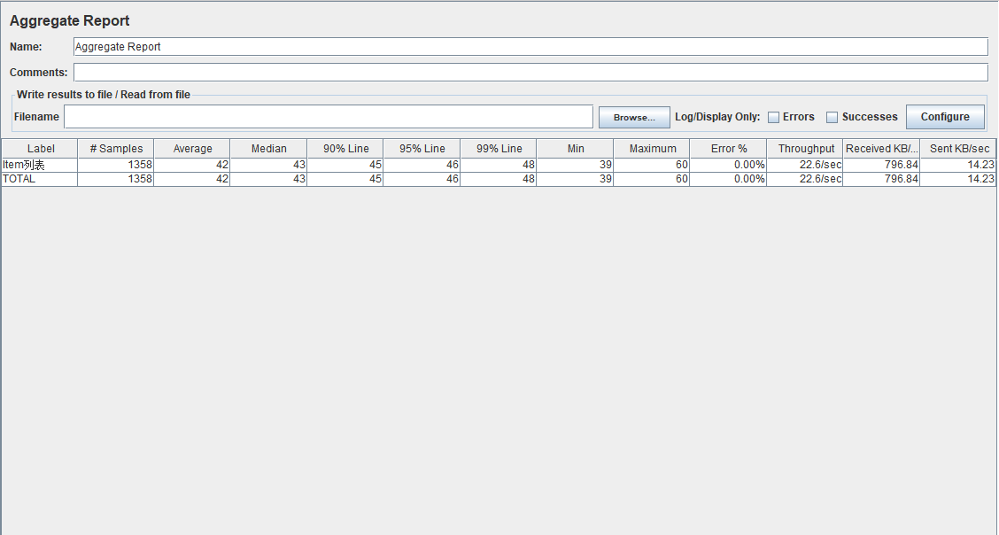 Aggregate Report
Name: Aggregate Report
Comments:
Write results to file / Read from file
Filename Browse... Log/Display Only: Errors Successes Configure
Label # Samples Average Median 90% Line 95% Line 99% Line Min Maximum Error % Throughput Received KB/... Sent KB/sec
Item列表 1358 42 43 45 46 48 39 60 0.00% 22.6/sec 796.84 14.23
TOTAL 1358 42 43 45 46 48 39 60 0.00% 22.6/sec 796.84 14.23